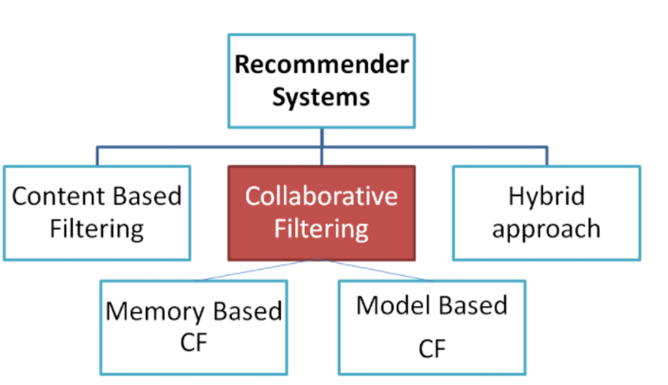 Recommender
Systems
Content Based
Filtering
Collaborative
Filtering
Hybrid
approach
Memory Based
CF
Model Based
CF